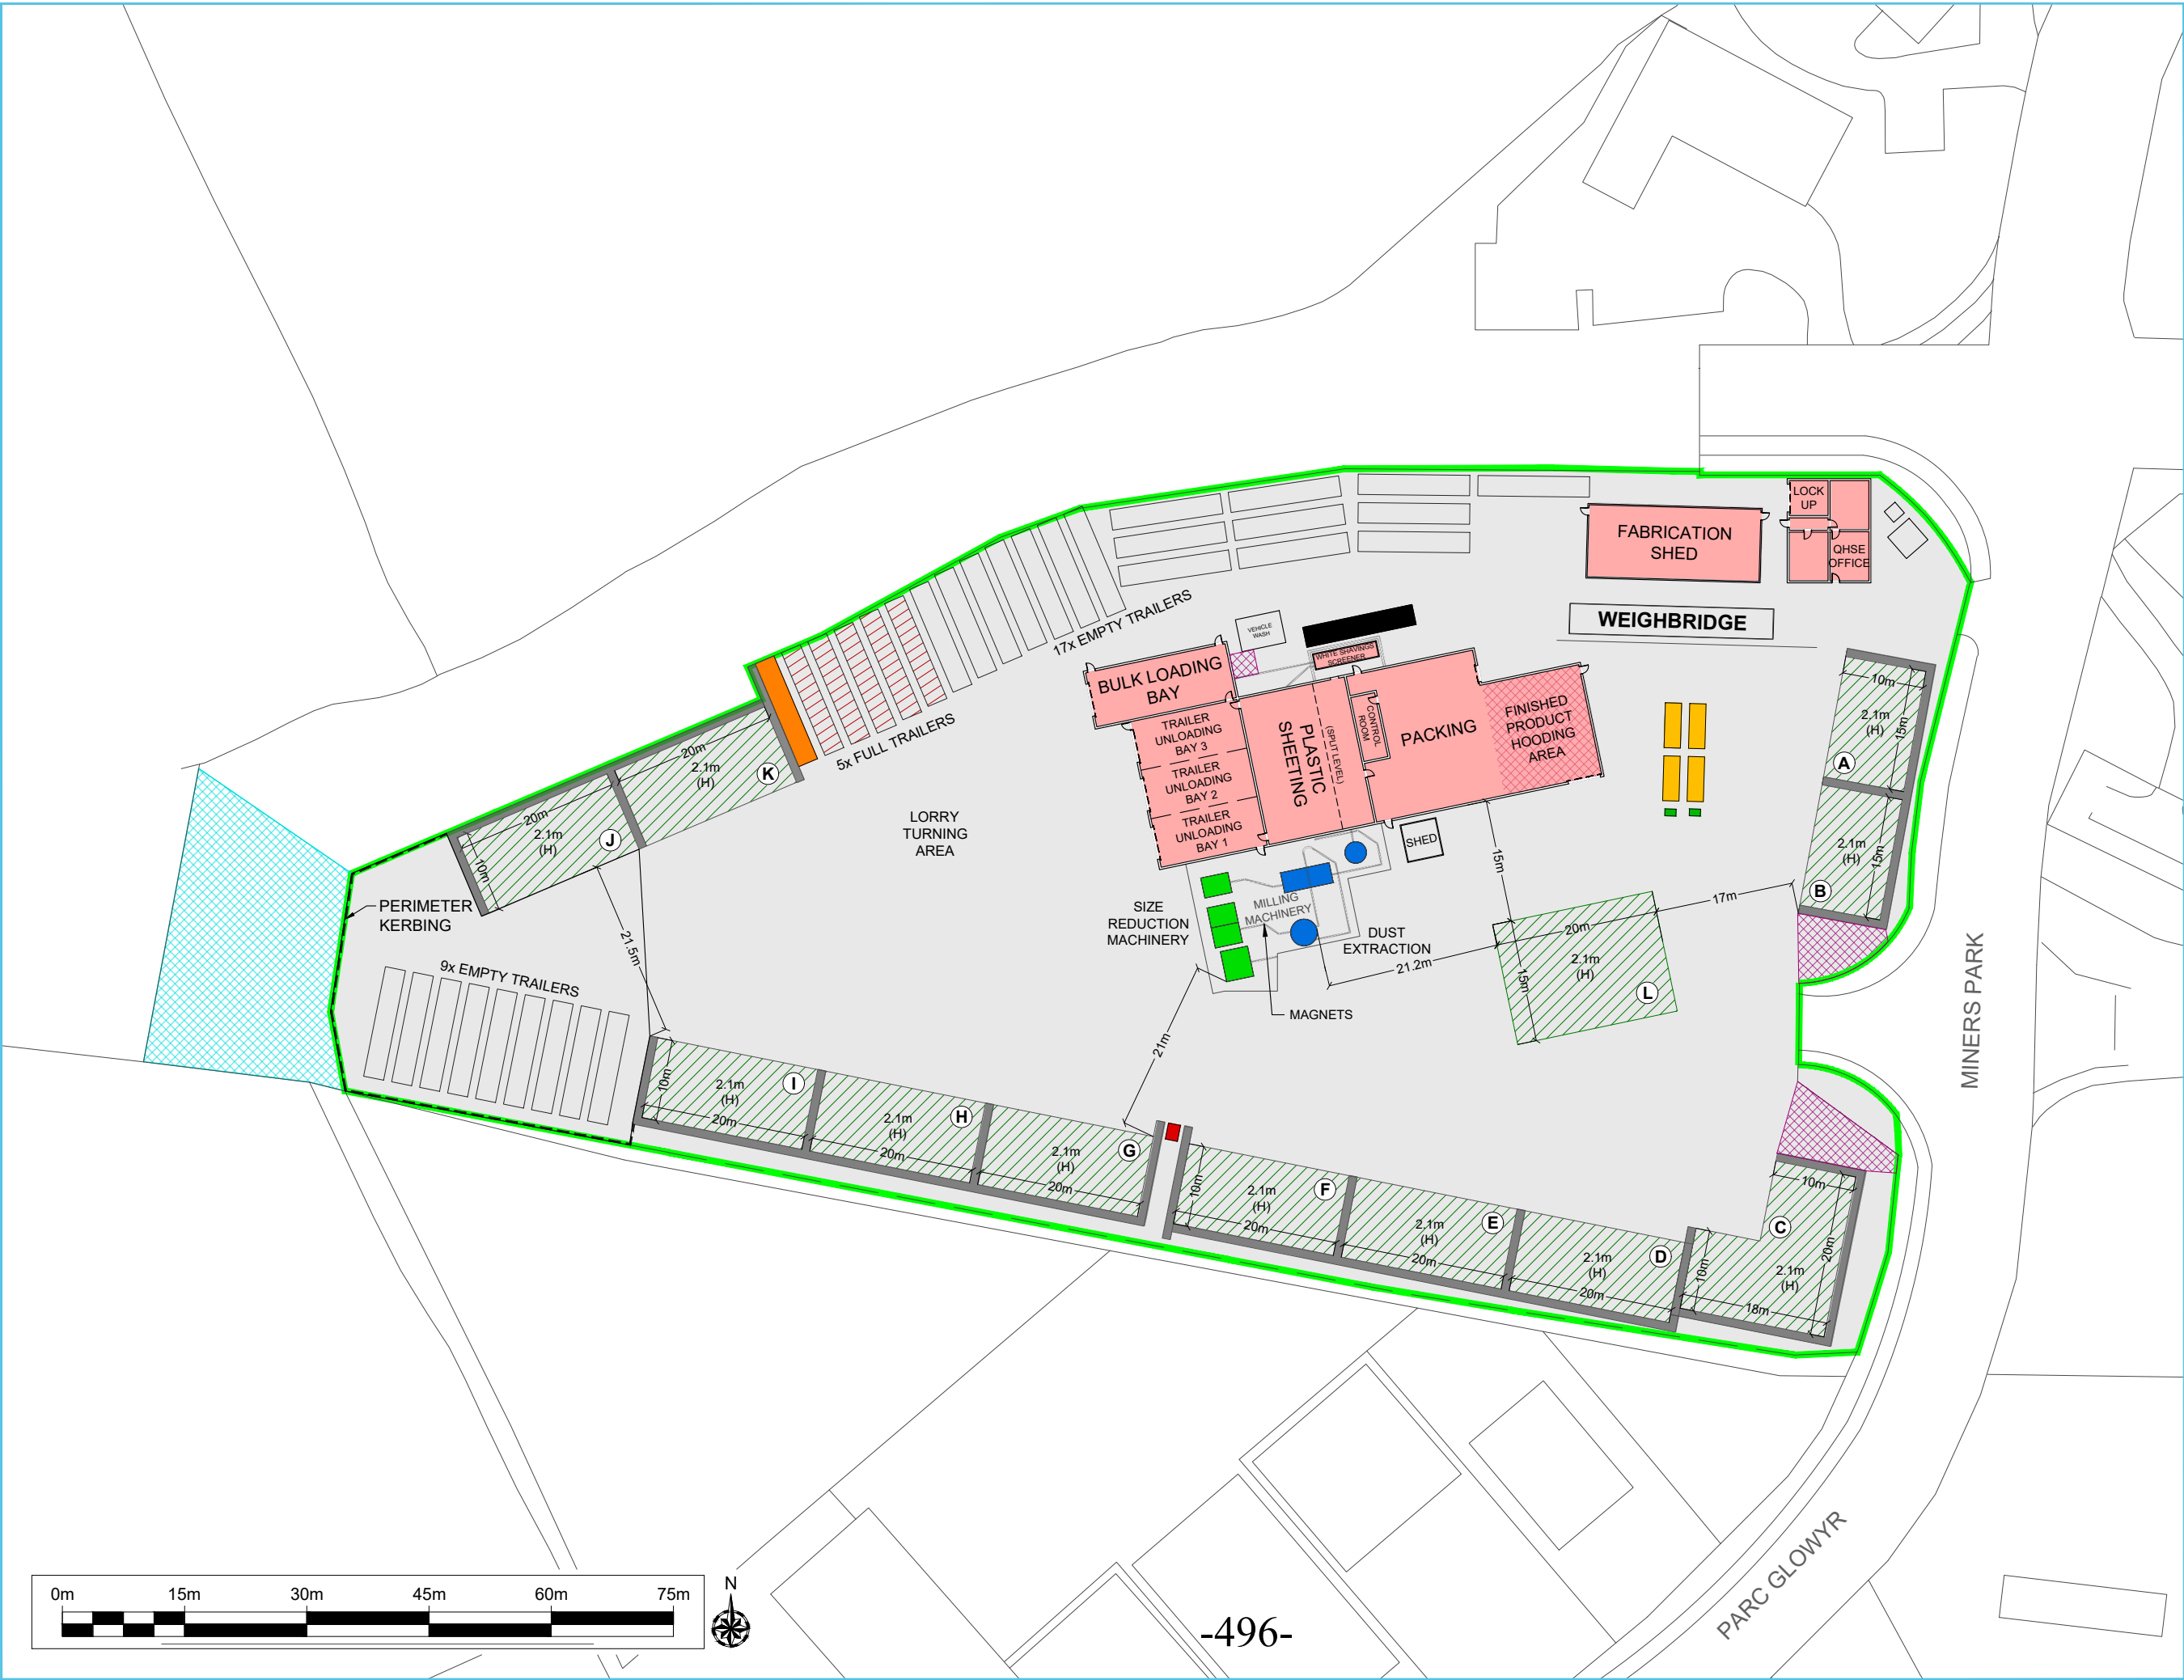 LOCK
UP
QHSE
OFFICE
FABRICATION
SHED
WEIGHBRIDGE
VEHICLE
WASH
WHITE SHAVINGS
SCREENER
17x EMPTY TRAILERS
5x FULL TRAILERS
BULK LOADING
BAY
TRAILER
UNLOADING
BAY 3
TRAILER
UNLOADING
BAY 2
TRAILER
UNLOADING
BAY 1
PLASTIC
SHEETING
(SPLIT LEVEL)
CONTROL
ROOM
PACKING
FINISHED
PRODUCT
HOODING
AREA
SHED
10m
2.1m
(H)
15m
A
2.1m
(H)
15m
B
20m
2.1m
(H)
K
20m
2.1m
(H)
J
10m
LORRY
TURNING
AREA
PERIMETER
KERBING
21.5m
9x EMPTY TRAILERS
SIZE
REDUCTION
MACHINERY
MILLING
MACHINERY
DUST
EXTRACTION
MAGNETS
15m
17m
21.2m
20m
2.1m
(H)
15m
L
21m
10m
2.1m
(H)
I
20m
2.1m
(H)
H
20m
2.1m
(H)
G
20m
10m
2.1m
(H)
F
20m
2.1m
(H)
E
20m
2.1m
(H)
D
20m
10m
10m
C
2.1m
(H)
20m
18m
MINERS PARK
PARC GLOWYR
0m 15m 30m 45m 60m 75m
N
-496-